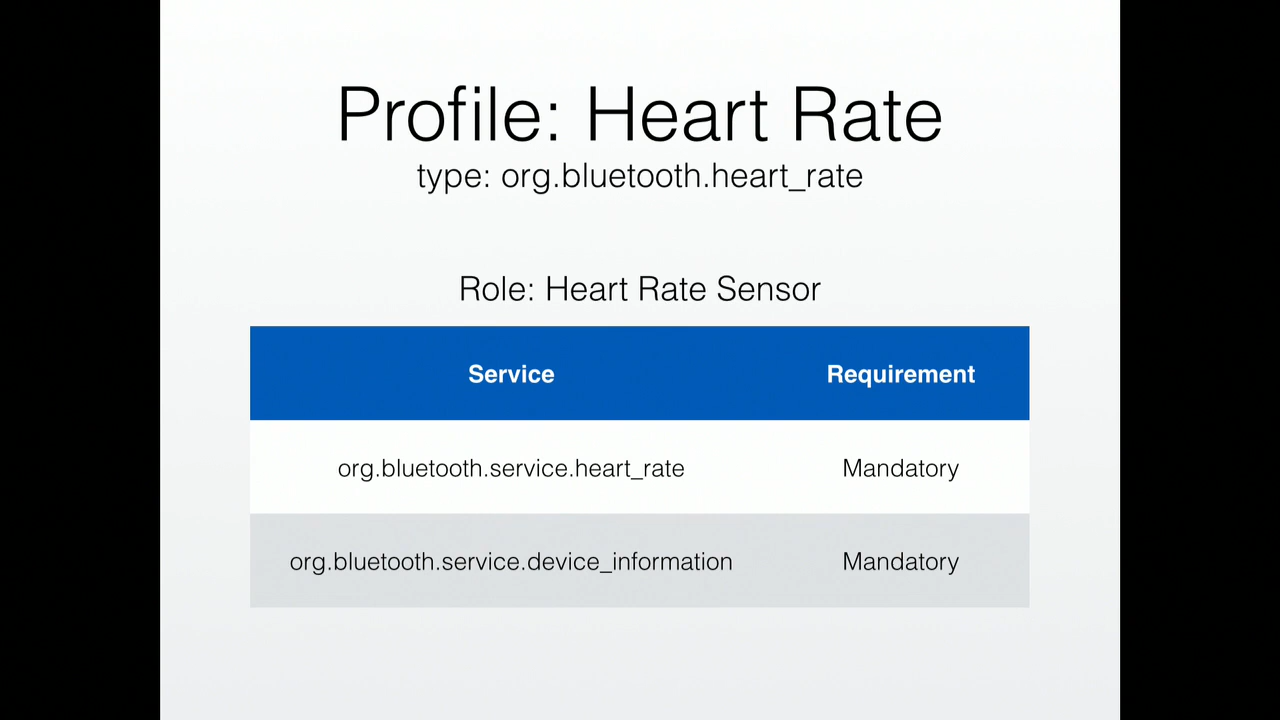 Profile: Heart Rate
type: org.bluetooth.heart_rate
Role: Heart Rate Sensor
Service Requirement
org.bluetooth.service.heart_rate Mandatory
org.bluetooth.service.device_information Mandatory